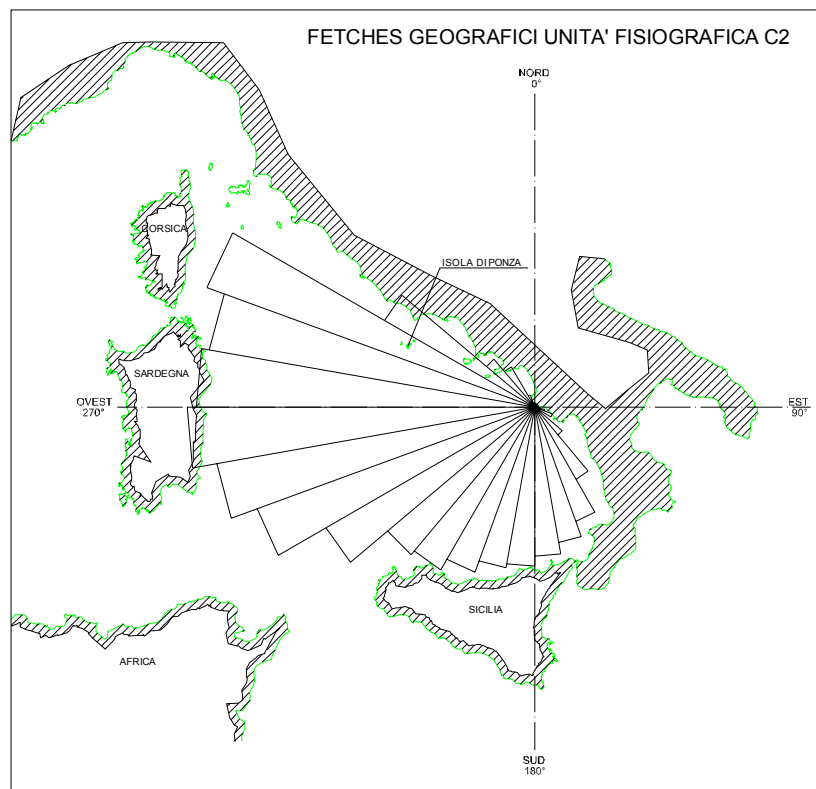 FETCHES GEOGRAFICI UNITA' FISIOGRAFICA C2
NORD
0°
CORSICA
ISOLA DI PONZA
SARDEGNA
OVEST
270°
EST
90°
SICILIA
AFRICA
SUD
180°